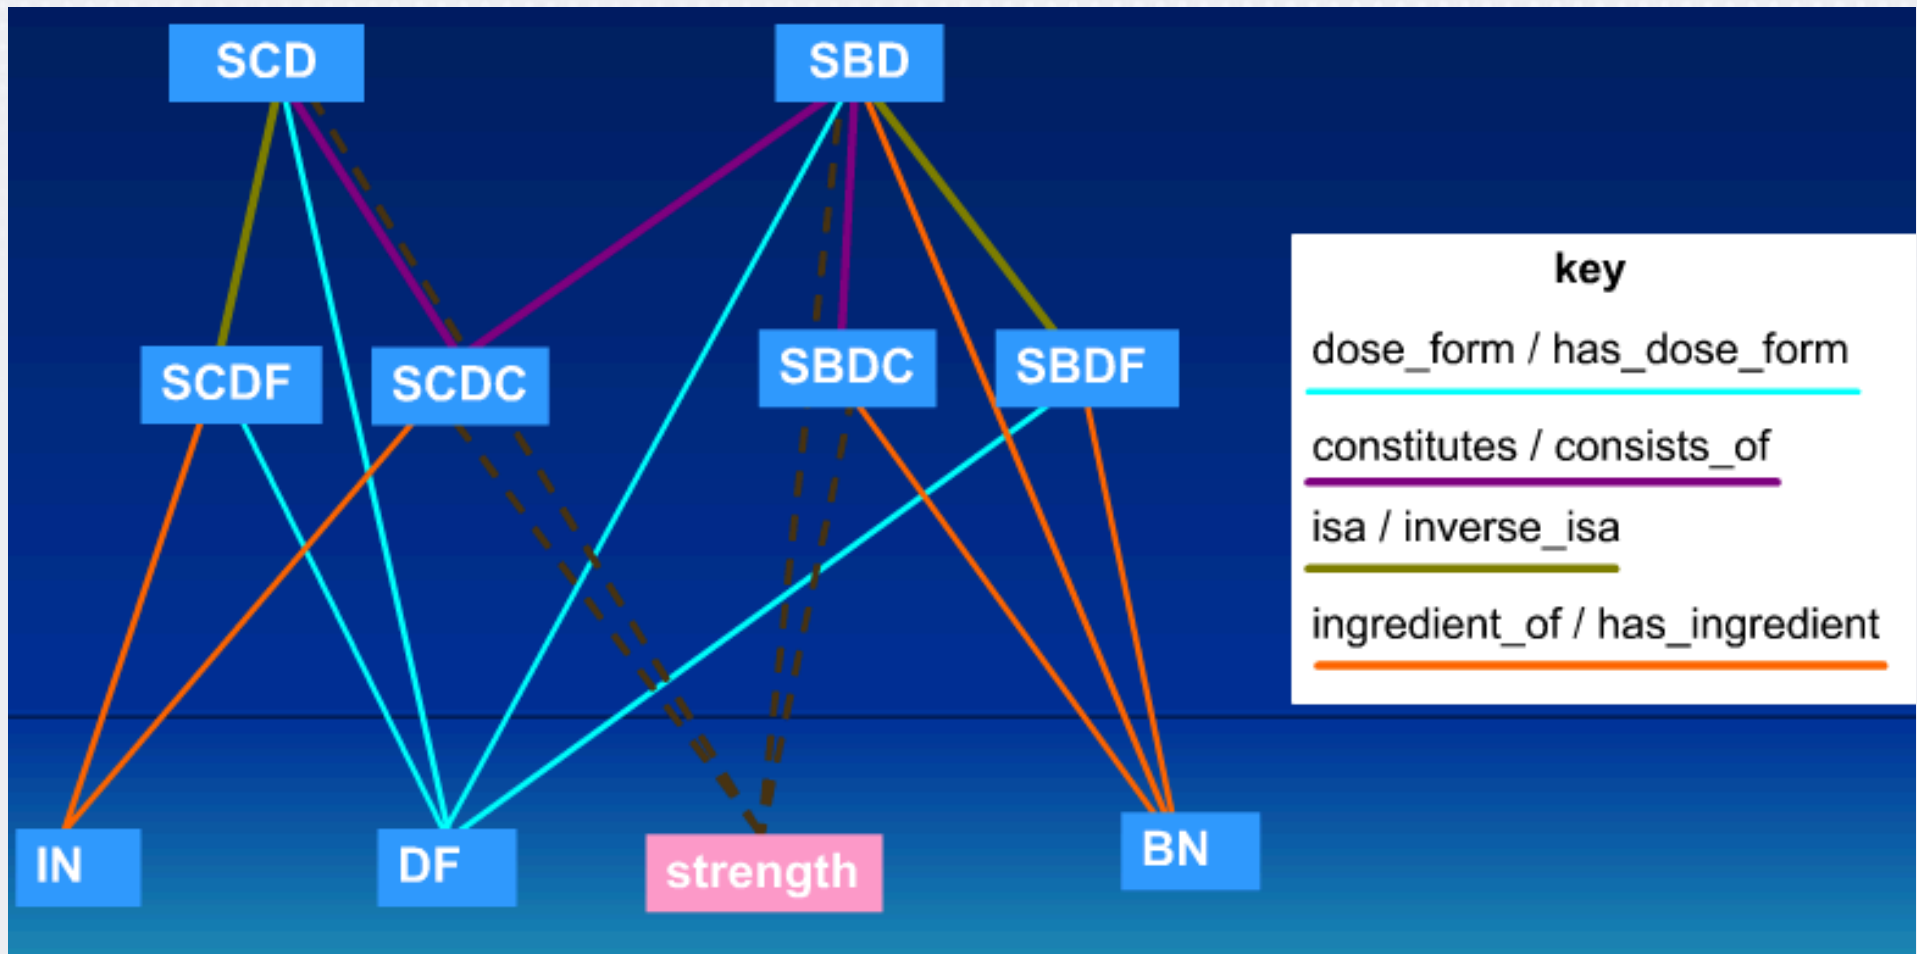 SCD
SBD
SCDF
SCDC
SBDC
SBDF
key
dose_form / has_dose_form
constitutes / consists_of
isa / inverse_isa
ingredient_of / has_ingredient
IN
DF
strength
BN